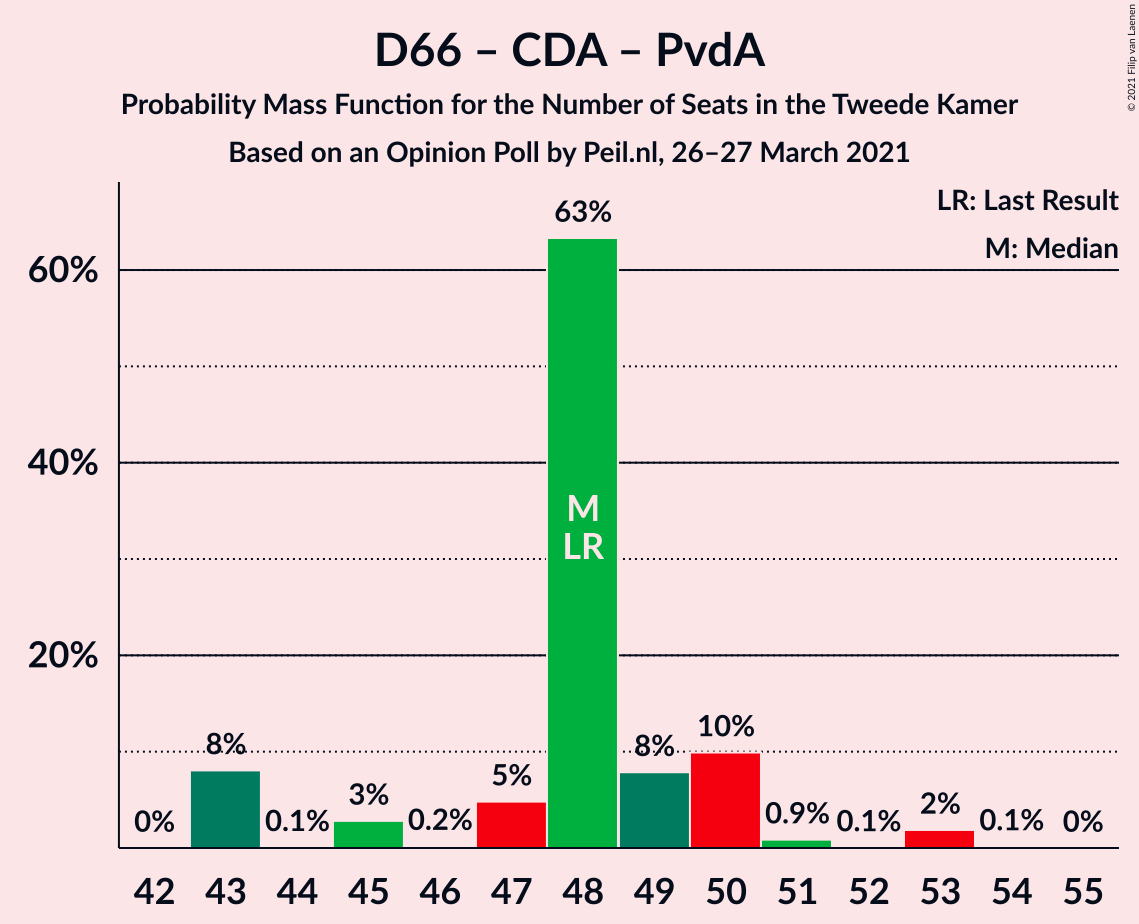 D66 – CDA – PvdA
Probability Mass Function for the Number of Seats in the Tweede Kamer
Based on an Opinion Poll by Peil.nl, 26–27 March 2021
© 2021 Filip van Laenen
LR: Last Result
M: Median
60%
40%
20%
0%
8%
0.1%
3%
0.2%
5%
63%
8%
10%
0.9%
0.1%
2%
0.1%
0%
M
LR
42 43 44 45 46 47 48 49 50 51 52 53 54 55